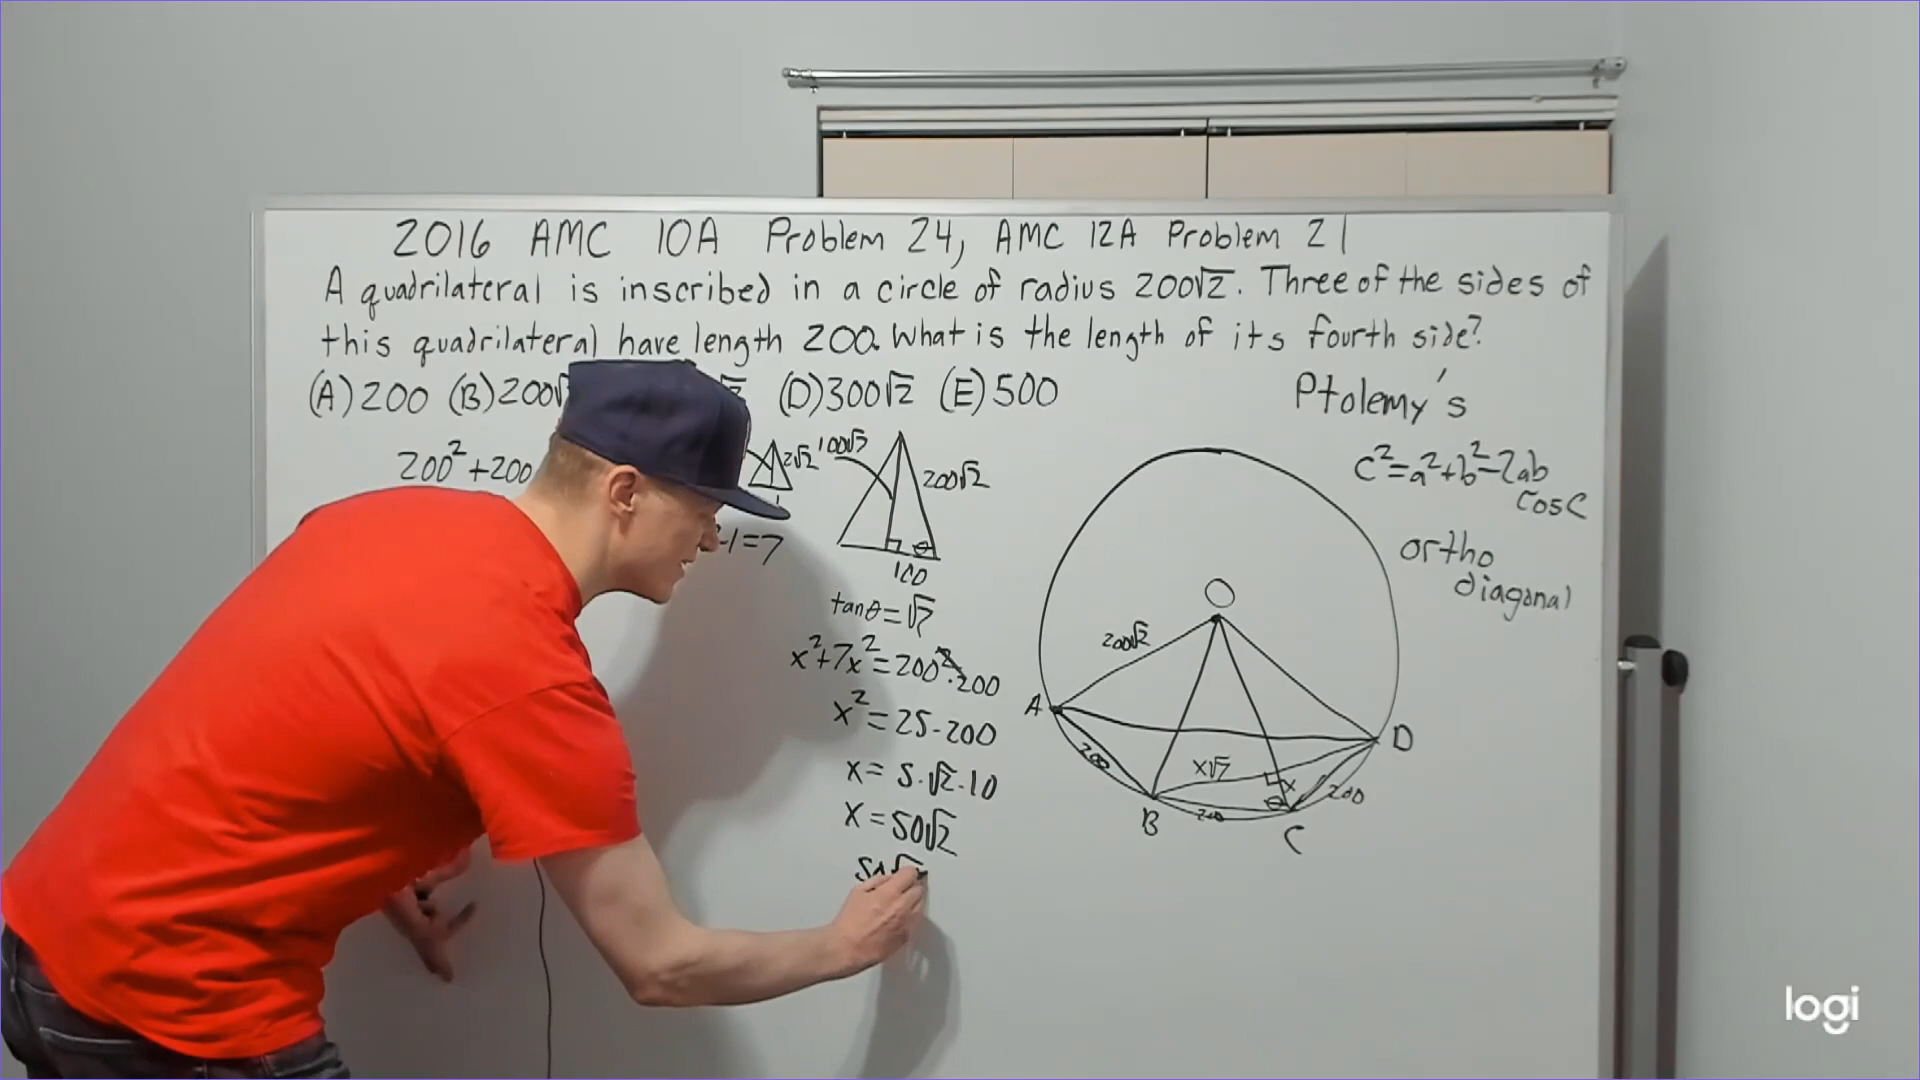 2016 AMC 10A Problem 24, AMC 12A Problem 21
A quadrilateral is inscribed in a circle of radius 200√2. Three of the sides of
this quadrilateral have length 200. What is the length of its fourth side?
(A) 200 (B) 200√ (D) 300√2 (E) 500
Ptolemy's
c²=a²+b²-2ab
cosC
ortho
diagonal
200²+200
2√2
-1=7
100√7
200√2
θ
100
tanθ=√7
x²+7x²=200²·200
x²=25·200
x=5·√2·10
x=50√2
O
200√2
A
D
200
x√7
x
θ
200
200
B
C
logi